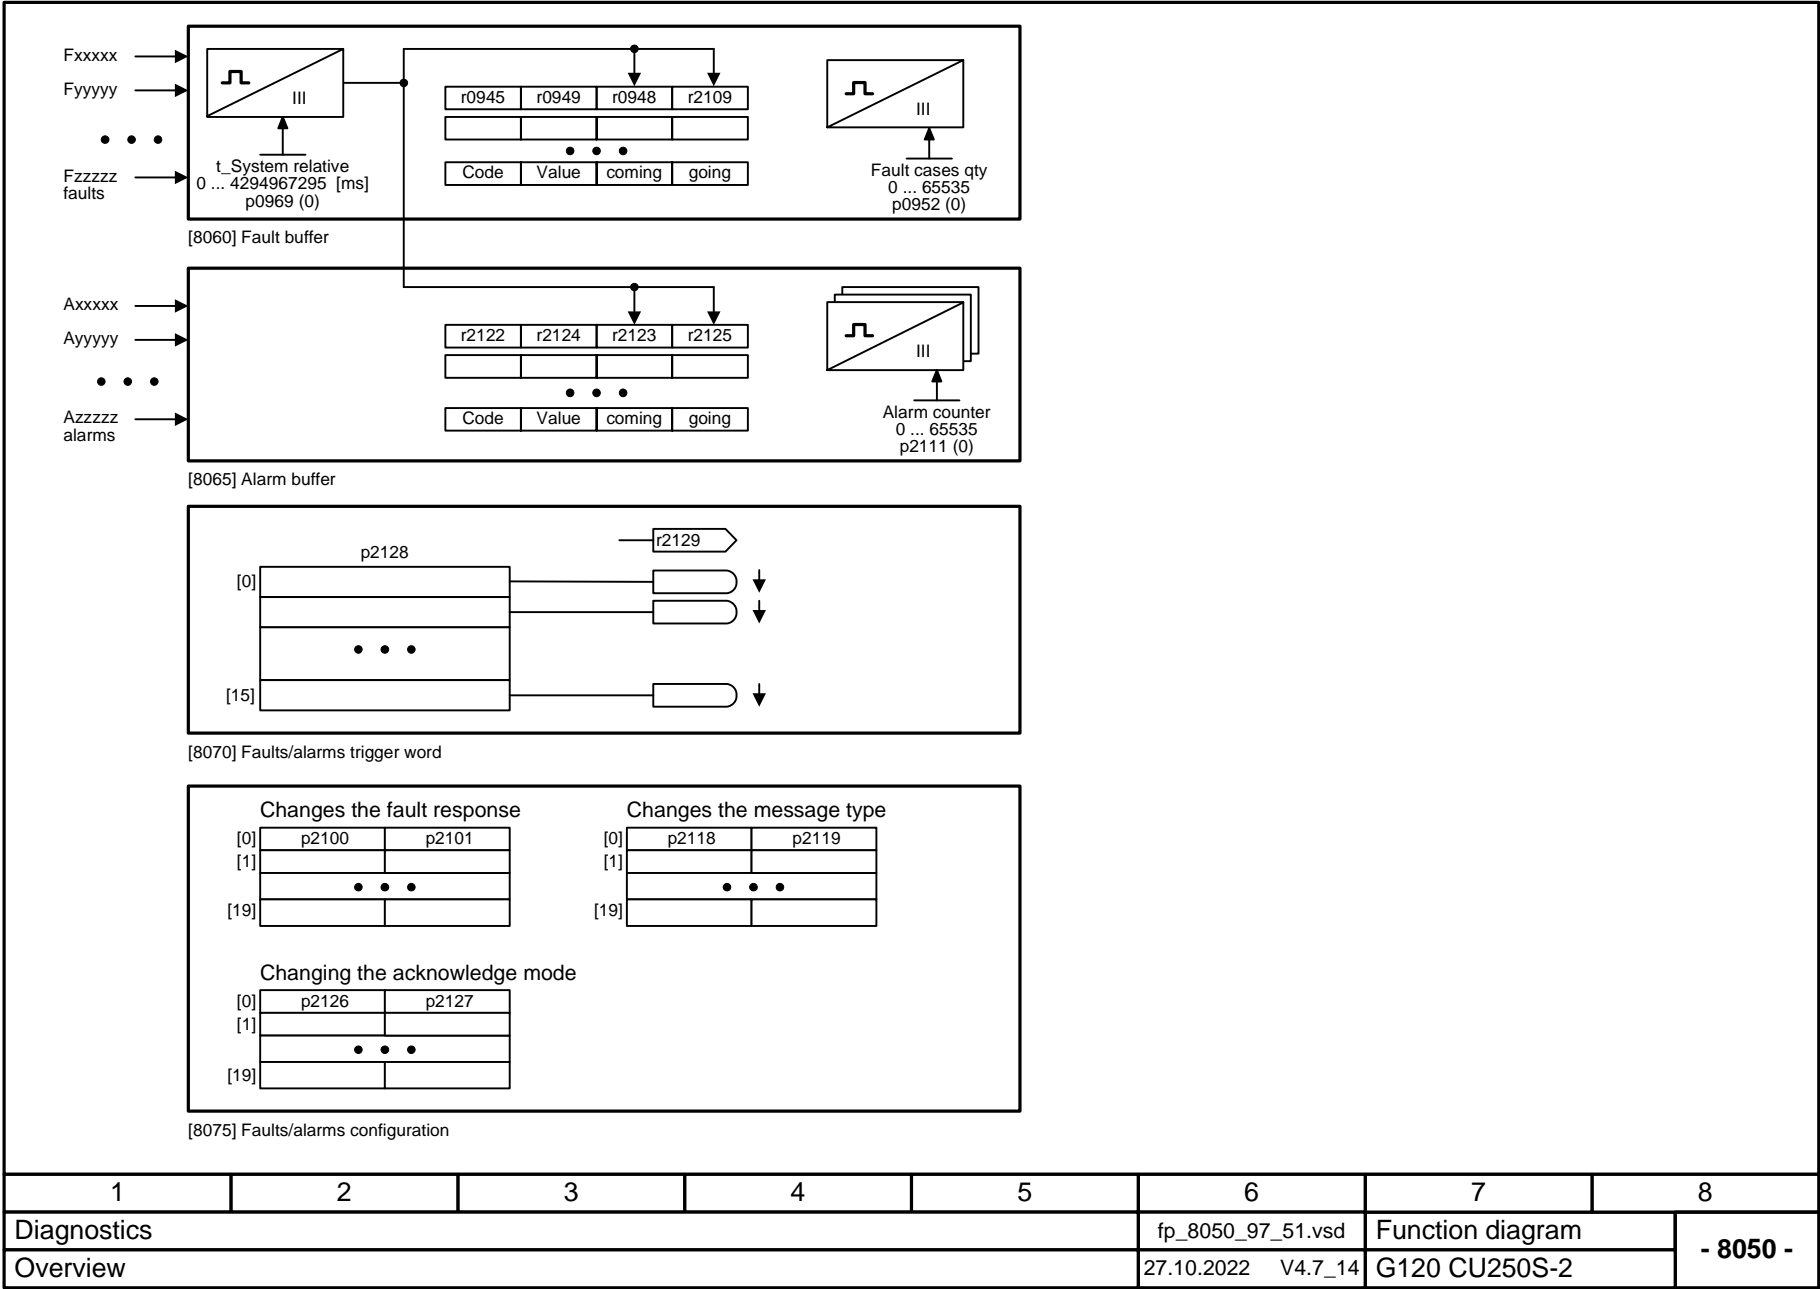 Fxxxxx
Fyyyyy
Fzzzzz
faults
III
t_System relative
0 ... 4294967295 [ms]
p0969 (0)
r0945 r0949 r0948 r2109
Code Value coming going
III
Fault cases qty
0 ... 65535
p0952 (0)
[8060] Fault buffer
Axxxxx
Ayyyyy
Azzzzz
alarms
r2122 r2124 r2123 r2125
Code Value coming going
III
Alarm counter
0 ... 65535
p2111 (0)
[8065] Alarm buffer
p2128
r2129
[0]
[15]
[8070] Faults/alarms trigger word
Changes the fault response
[0] p2100 p2101
[1]
[19]
Changes the message type
[0] p2118 p2119
[1]
[19]
Changing the acknowledge mode
[0] p2126 p2127
[1]
[19]
[8075] Faults/alarms configuration
1 2 3 4 5 6 7 8
Diagnostics fp_8050_97_51.vsd Function diagram
- 8050 -
Overview 27.10.2022 V4.7_14 G120 CU250S-2